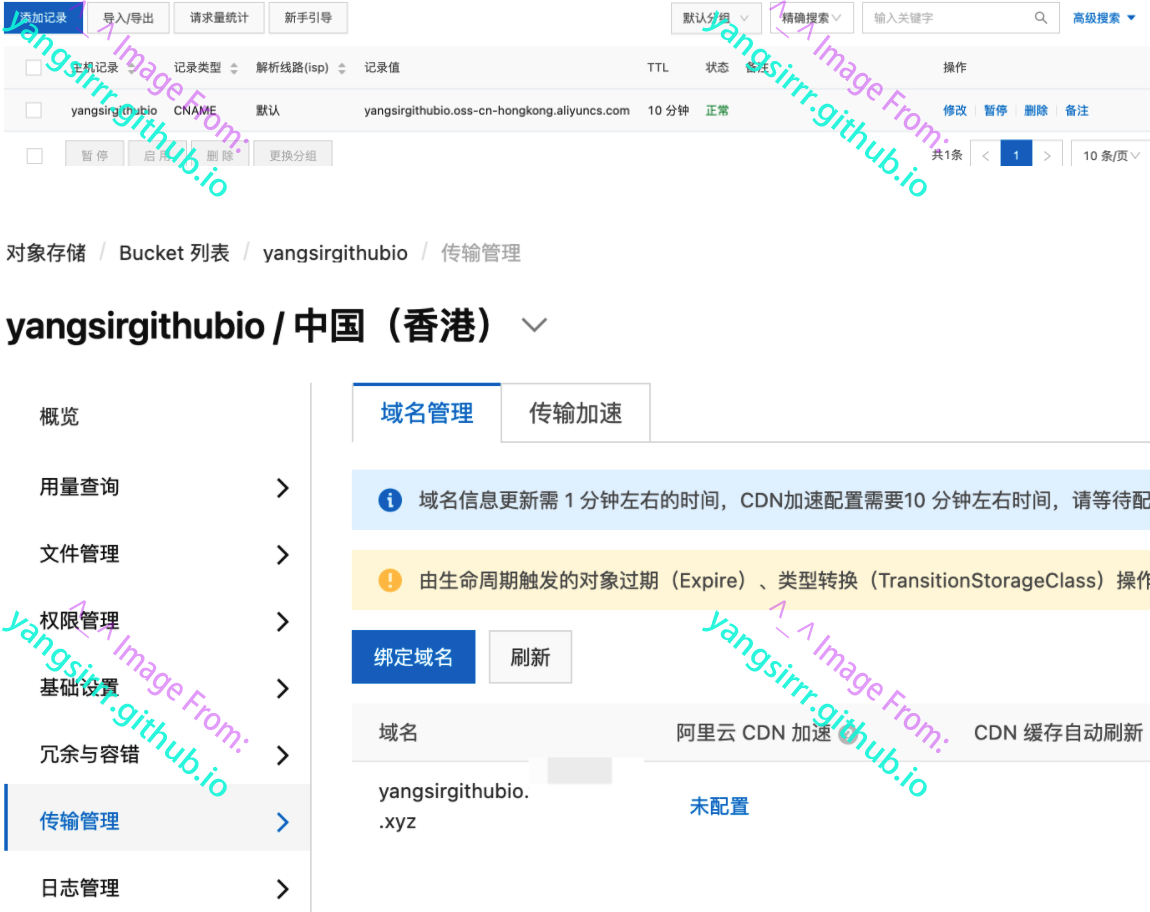 添加记录 导入/导出 请求量统计 新手引导 默认分组 精确搜索 输入关键字 高级搜索
主机记录 记录类型 解析线路(isp) 记录值 TTL 状态 备注 操作
yangsirgithubio CNAME 默认 yangsirgithubio.oss-cn-hongkong.aliyuncs.com 10 分钟 正常 修改 暂停 删除 备注
暂停 启用 删除 更换分组 共1条 < 1 > 10 条/页
^_^ Image From:
yangsirrr.github.io
^_^ Image From:
yangsirrr.github.io
对象存储 / Bucket 列表 / yangsirgithubio / 传输管理
yangsirgithubio / 中国（香港）
概览
用量查询
文件管理
权限管理
基础设置
冗余与容错
传输管理
日志管理
域名管理 传输加速
域名信息更新需 1 分钟左右的时间，CDN加速配置需要10 分钟左右时间，请等待配
由生命周期触发的对象过期（Expire）、类型转换（TransitionStorageClass）操作
绑定域名 刷新
域名 阿里云 CDN 加速 CDN 缓存自动刷新
yangsirgithubio. 未配置
.xyz
^_^ Image From:
yangsirrr.github.io
^_^ Image From:
yangsirrr.github.io